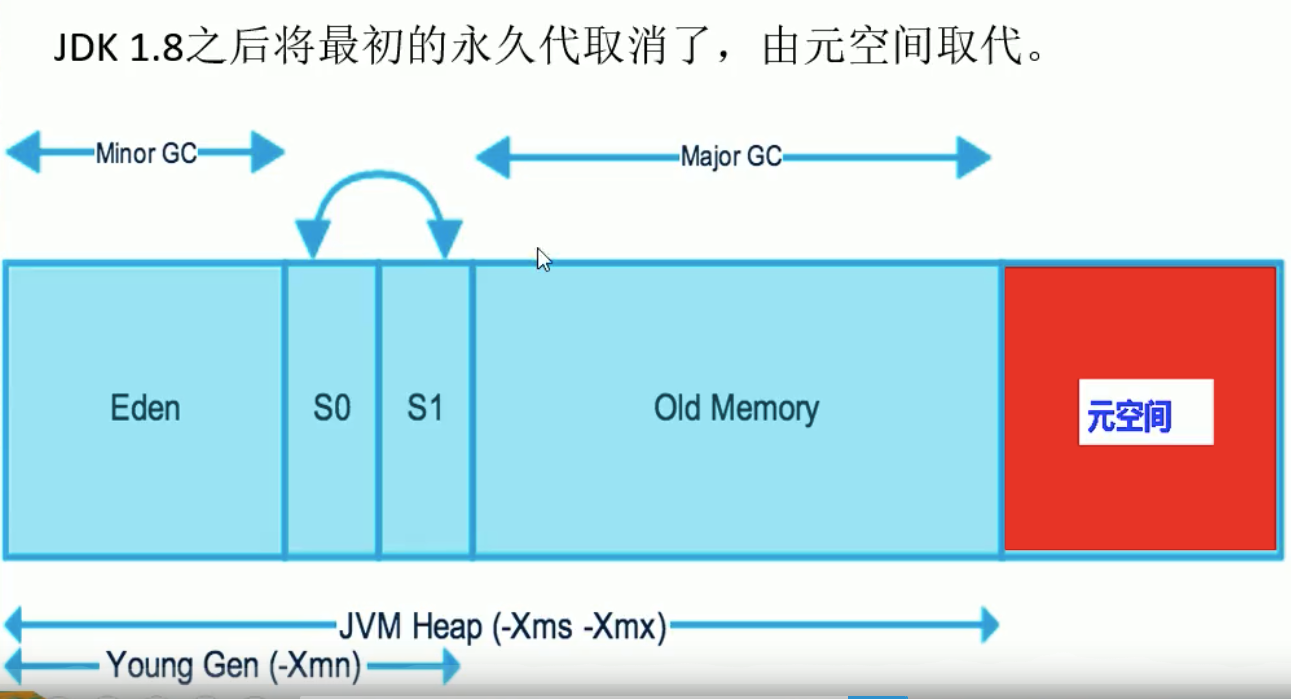 JDK 1.8之后将最初的永久代取消了，由元空间取代。
Minor GC
Major GC
Eden
S0
S1
Old Memory
元空间
JVM Heap (-Xms -Xmx)
Young Gen (-Xmn)